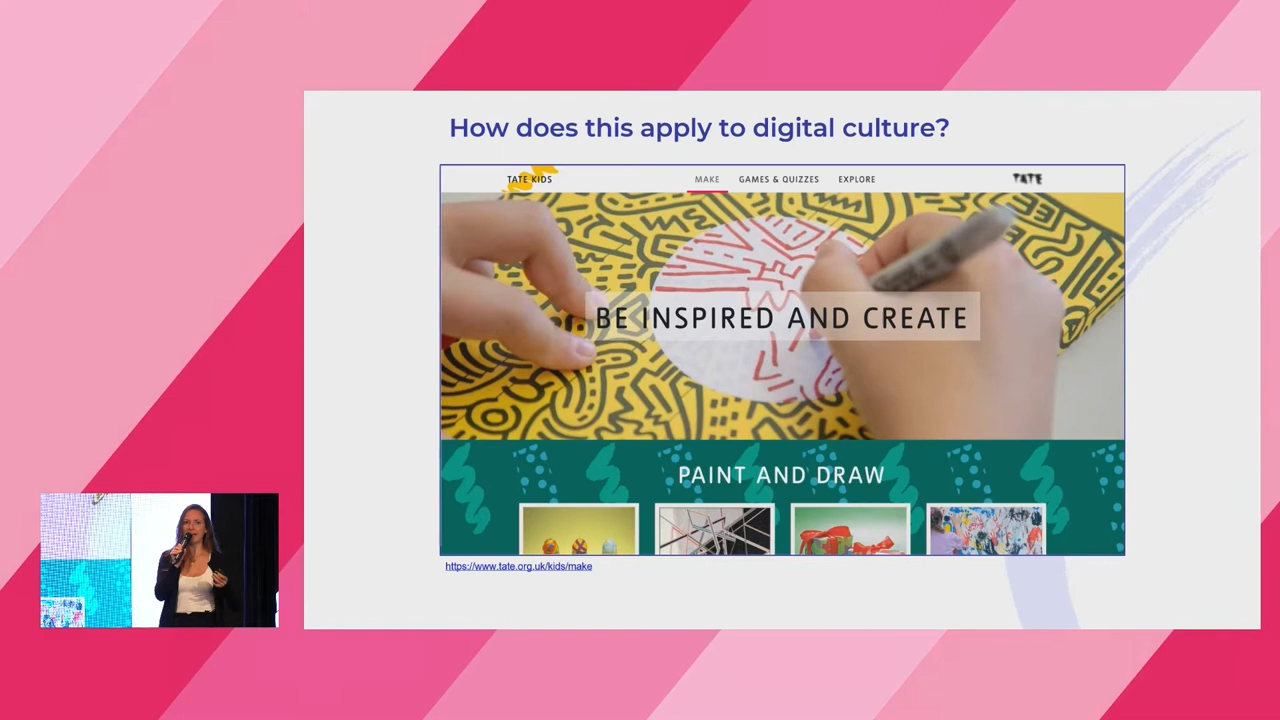 How does this apply to digital culture?
TATE KIDS
MAKE
GAMES & QUIZZES
EXPLORE
TATE
BE INSPIRED AND CREATE
PAINT AND DRAW
https://www.tate.org.uk/kids/make